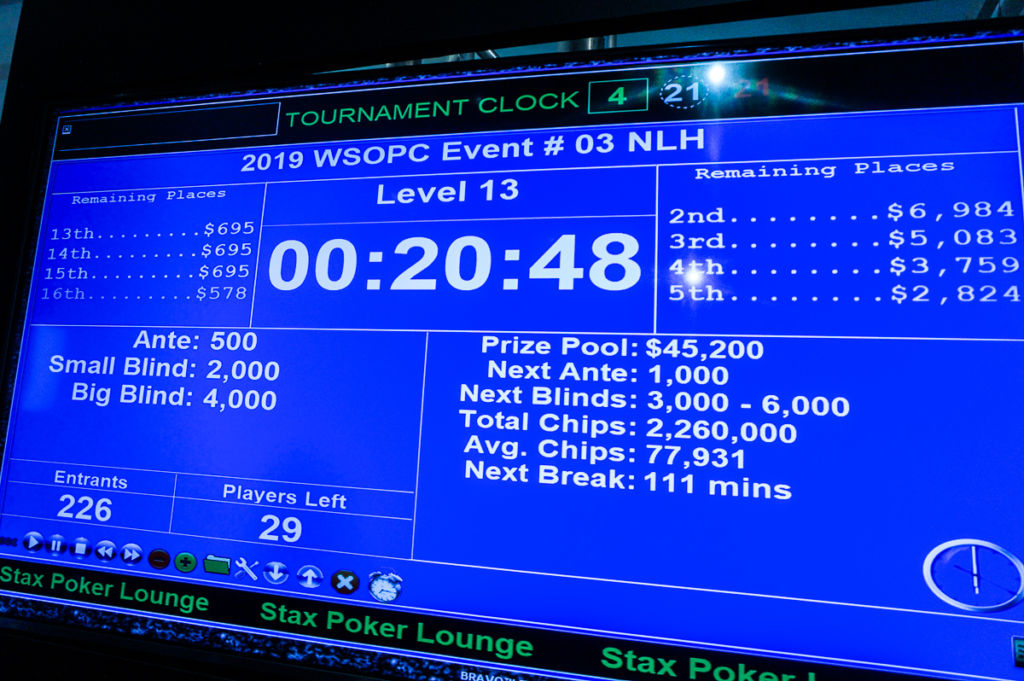 TOURNAMENT CLOCK 4 21 21
2019 WSOPC Event # 03 NLH
Remaining Places
13th.........$695
14th.........$695
15th.........$695
16th.........$578
Level 13
00:20:48
Remaining Places
2nd........$6,984
3rd........$5,083
4th........$3,759
5th........$2,824
Ante: 500
Small Blind: 2,000
Big Blind: 4,000
Prize Pool: $45,200
Next Ante: 1,000
Next Blinds: 3,000 - 6,000
Total Chips: 2,260,000
Avg. Chips: 77,931
Next Break: 111 mins
Entrants
226
Players Left
29
Stax Poker Lounge Stax Poker Lounge Stax Poker L